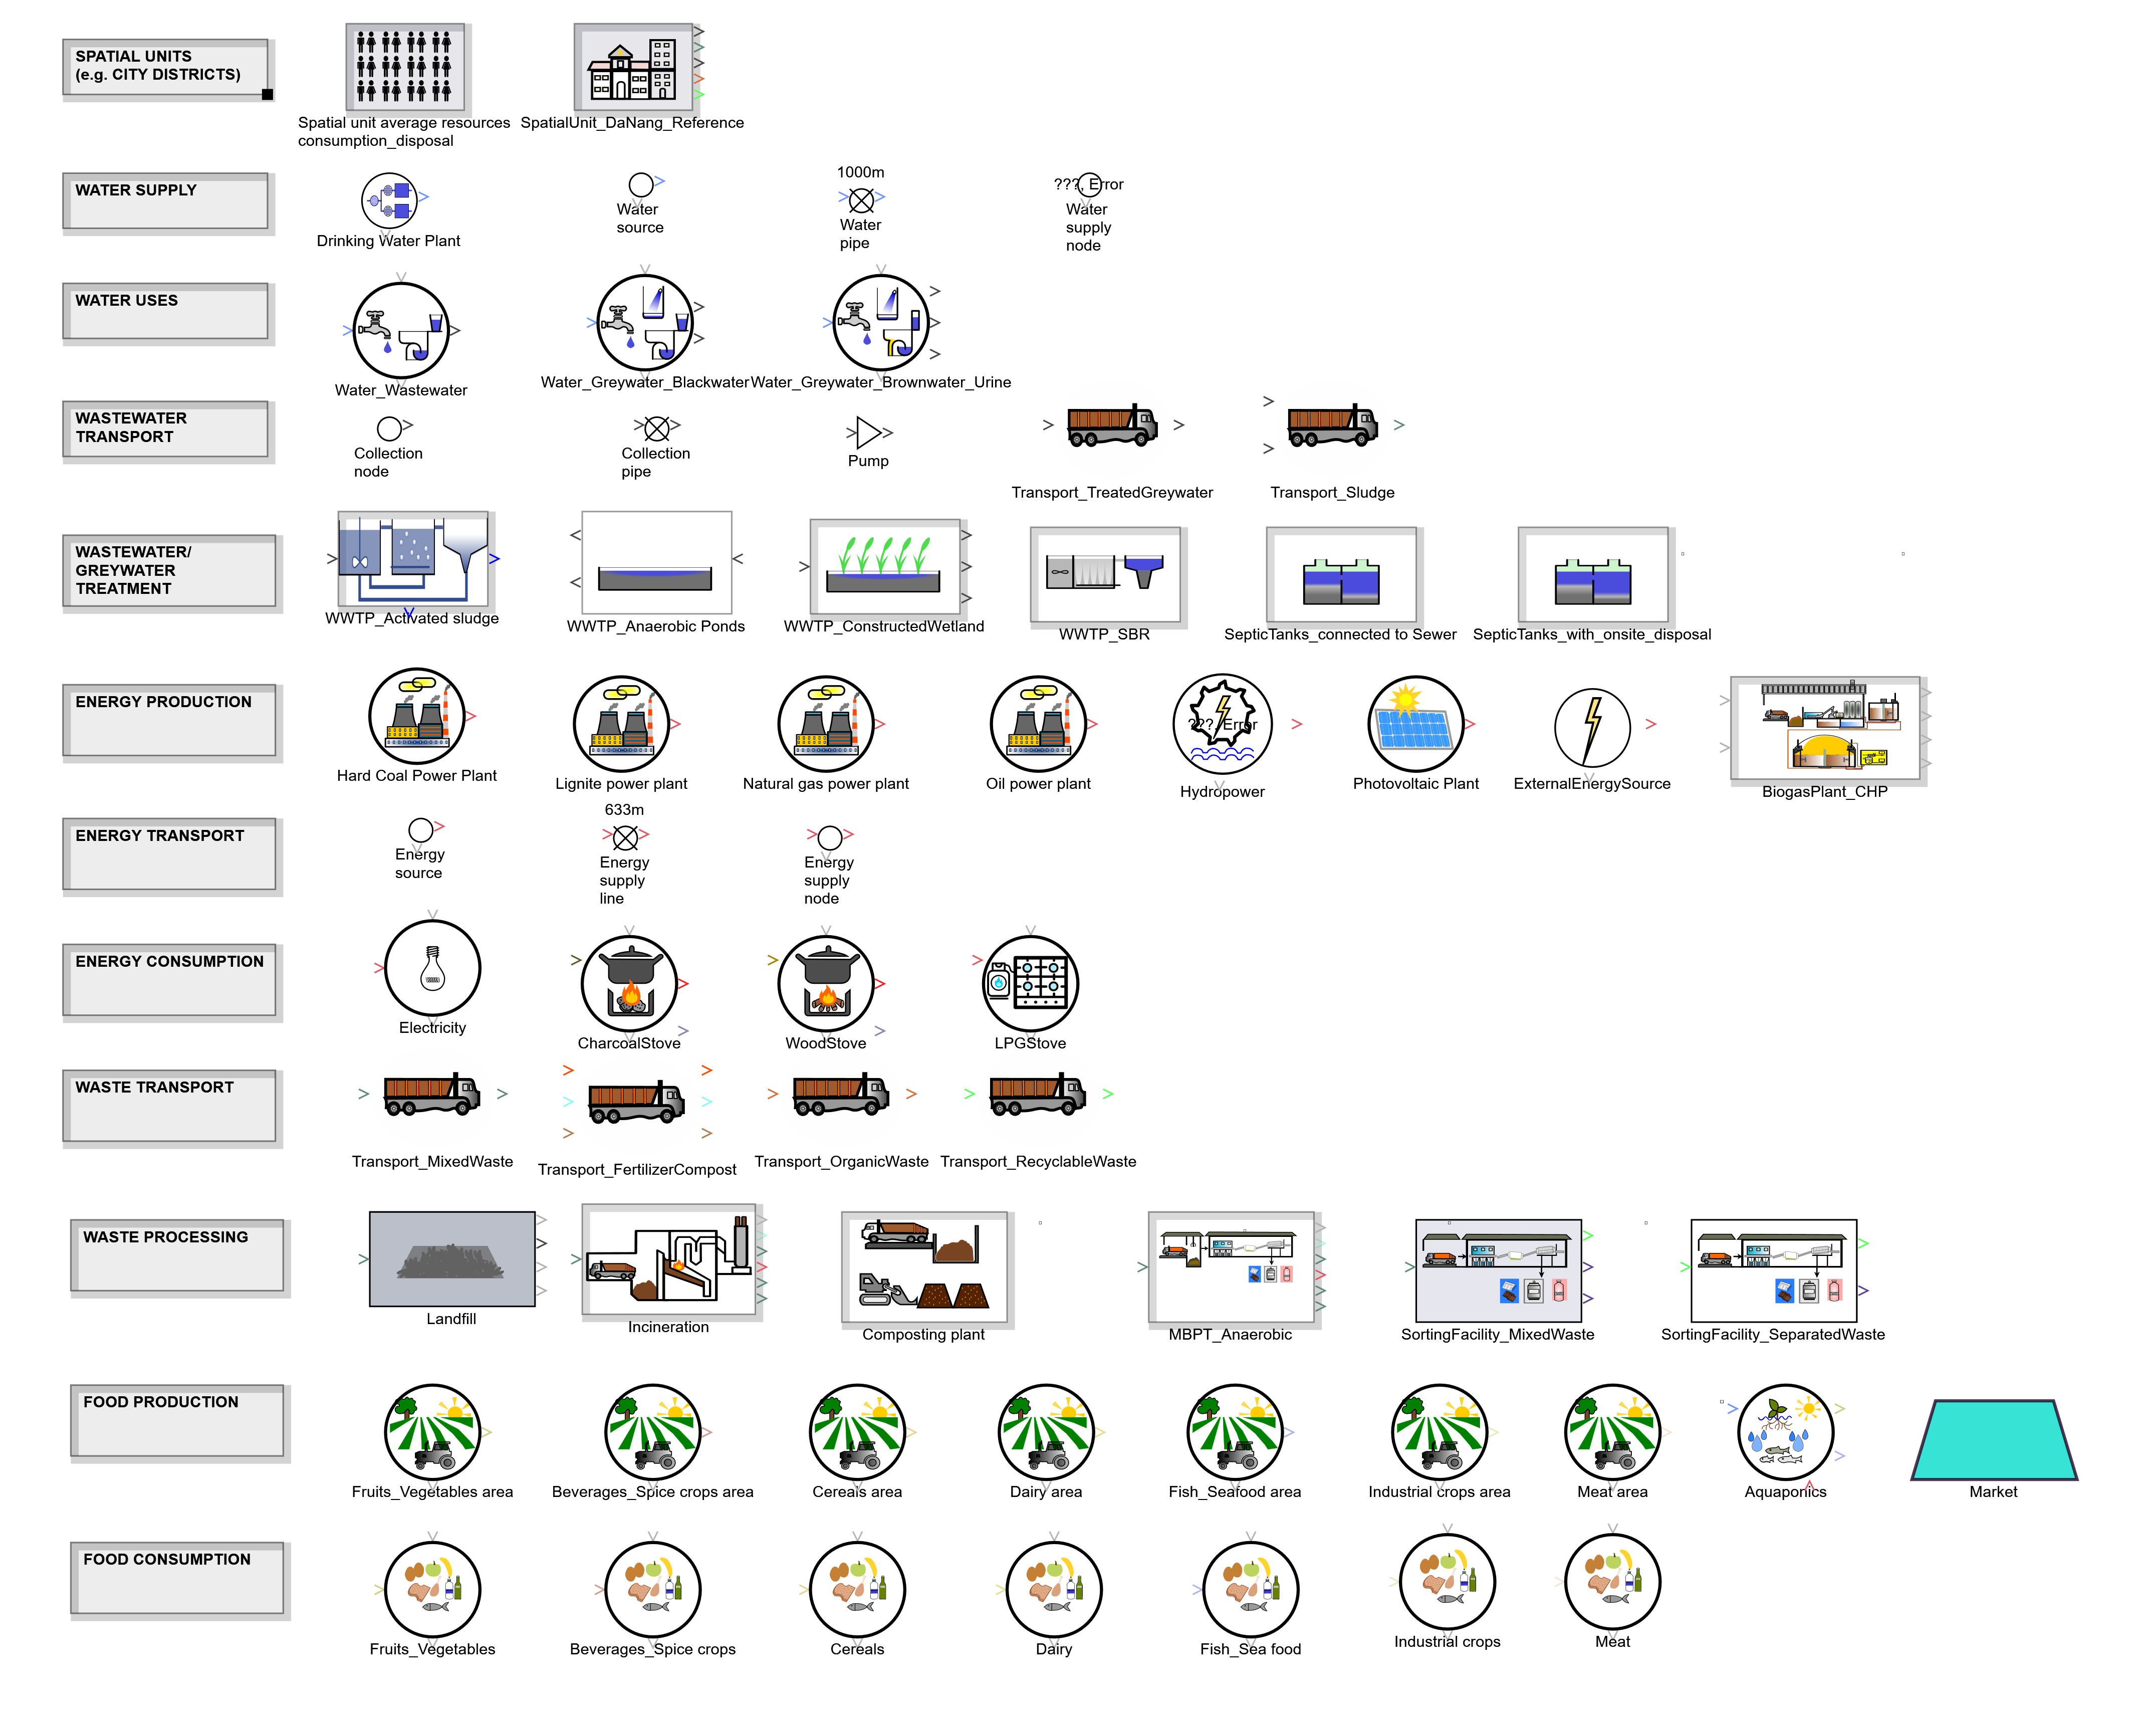 SPATIAL UNITS
(e.g. CITY DISTRICTS)
Spatial unit average resources
consumption_disposal
SpatialUnit_DaNang_Reference
WATER SUPPLY
Drinking Water Plant
Water
source
1000m
Water
pipe
???, Error
Water
supply
node
WATER USES
Water_Wastewater
Water_Greywater_Blackwater
Water_Greywater_Brownwater_Urine
WASTEWATER
TRANSPORT
Collection
node
Collection
pipe
Pump
Transport_TreatedGreywater
Transport_Sludge
WASTEWATER/
GREYWATER
TREATMENT
WWTP_Activated sludge
WWTP_Anaerobic Ponds
WWTP_ConstructedWetland
WWTP_SBR
SepticTanks_connected to Sewer
SepticTanks_with_onsite_disposal
ENERGY PRODUCTION
Hard Coal Power Plant
Lignite power plant
Natural gas power plant
Oil power plant
???, Error
Hydropower
Photovoltaic Plant
ExternalEnergySource
BiogasPlant_CHP
ENERGY TRANSPORT
Energy
source
633m
Energy
supply
line
Energy
supply
node
ENERGY CONSUMPTION
Electricity
CharcoalStove
WoodStove
LPGStove
WASTE TRANSPORT
Transport_MixedWaste
Transport_FertilizerCompost
Transport_OrganicWaste
Transport_RecyclableWaste
WASTE PROCESSING
Landfill
Incineration
Composting plant
MBPT_Anaerobic
SortingFacility_MixedWaste
SortingFacility_SeparatedWaste
FOOD PRODUCTION
Fruits_Vegetables area
Beverages_Spice crops area
Cereals area
Dairy area
Fish_Seafood area
Industrial crops area
Meat area
Aquaponics
Market
FOOD CONSUMPTION
Fruits_Vegetables
Beverages_Spice crops
Cereals
Dairy
Fish_Sea food
Industrial crops
Meat